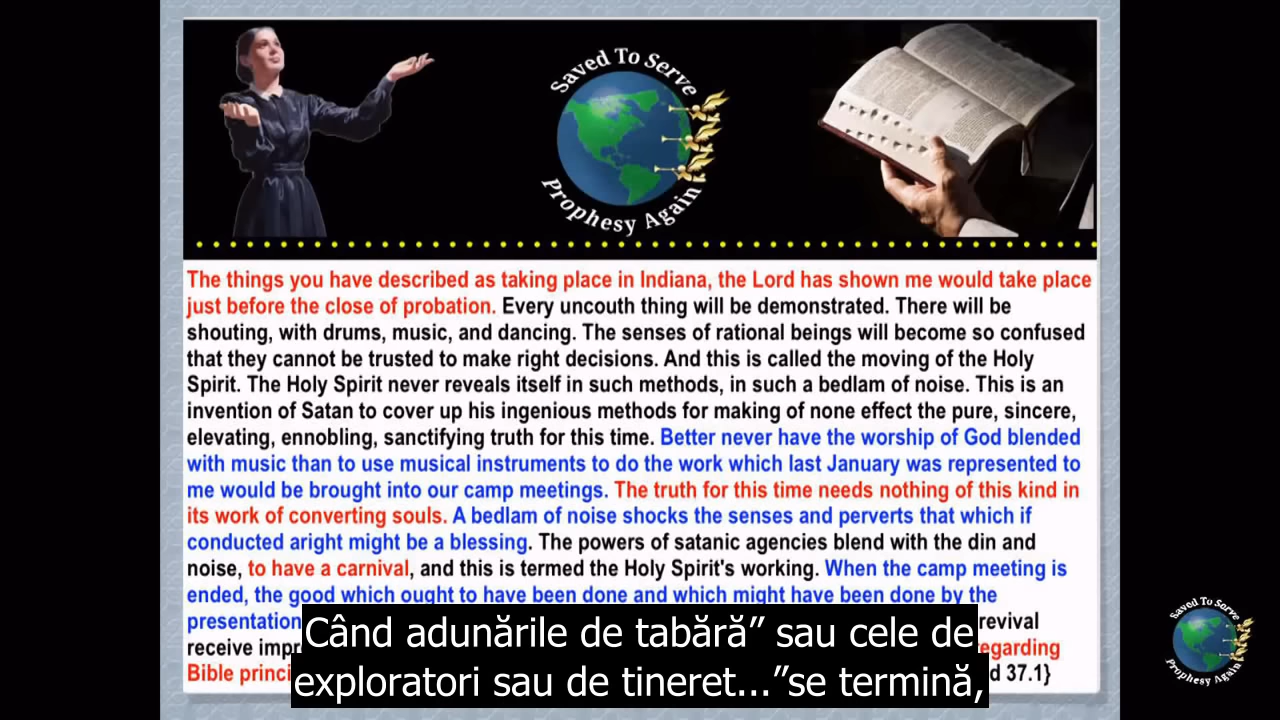 Saved To Serve
Prophesy Again
The things you have described as taking place in Indiana, the Lord has shown me would take place
just before the close of probation. Every uncouth thing will be demonstrated. There will be
shouting, with drums, music, and dancing. The senses of rational beings will become so confused
that they cannot be trusted to make right decisions. And this is called the moving of the Holy
Spirit. The Holy Spirit never reveals itself in such methods, in such a bedlam of noise. This is an
invention of Satan to cover up his ingenious methods for making of none effect the pure, sincere,
elevating, ennobling, sanctifying truth for this time. Better never have the worship of God blended
with music than to use musical instruments to do the work which last January was represented to
me would be brought into our camp meetings. The truth for this time needs nothing of this kind in
its work of converting souls. A bedlam of noise shocks the senses and perverts that which if
conducted aright might be a blessing. The powers of satanic agencies blend with the din and
noise, to have a carnival, and this is termed the Holy Spirit's working. When the camp meeting is
ended, the good which ought to have been done and which might have been done by the
presentation revival
receive egarding
Bible 37.1}
Când adunările de tabără” sau cele de
exploratori sau de tineret...”se termină,
Saved To Serve
Prophesy Again